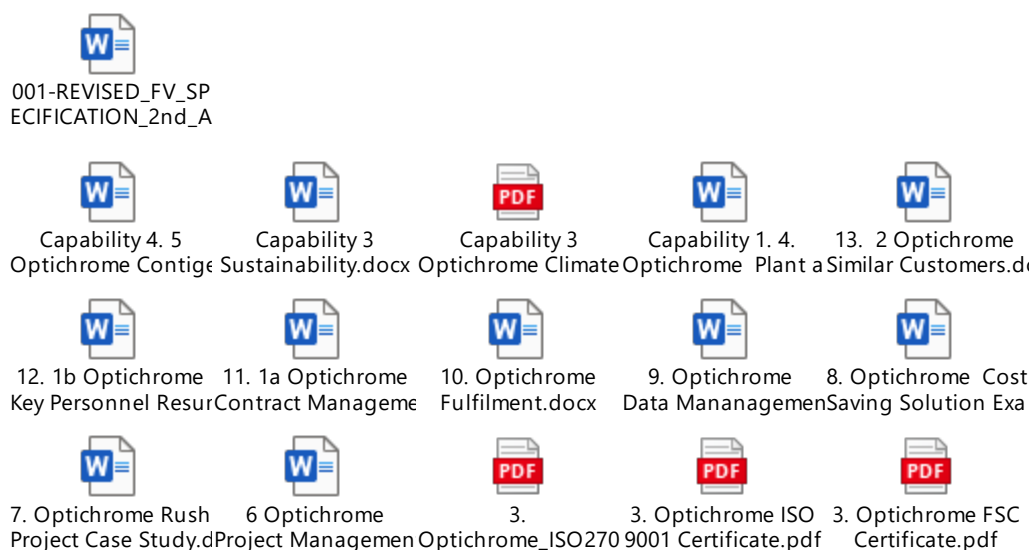 001-REVISED_FV_SP
ECIFICATION_2nd_A
Capability 4. 5
Optichrome Contige
Capability 3
Sustainability.docx
PDF
Capability 3
Optichrome Climate
Capability 1. 4.
Optichrome Plant a
13. 2 Optichrome
Similar Customers.do
12. 1b Optichrome
Key Personnel Resur
11. 1a Optichrome
Contract Manageme
10. Optichrome
Fulfilment.docx
9. Optichrome
Data Mananagemen
8. Optichrome Cost
Saving Solution Exa
7. Optichrome Rush
Project Case Study.d
6 Optichrome
Project Managemen
PDF
3.
Optichrome_ISO270
PDF
3. Optichrome ISO
9001 Certificate.pdf
PDF
3. Optichrome FSC
Certificate.pdf